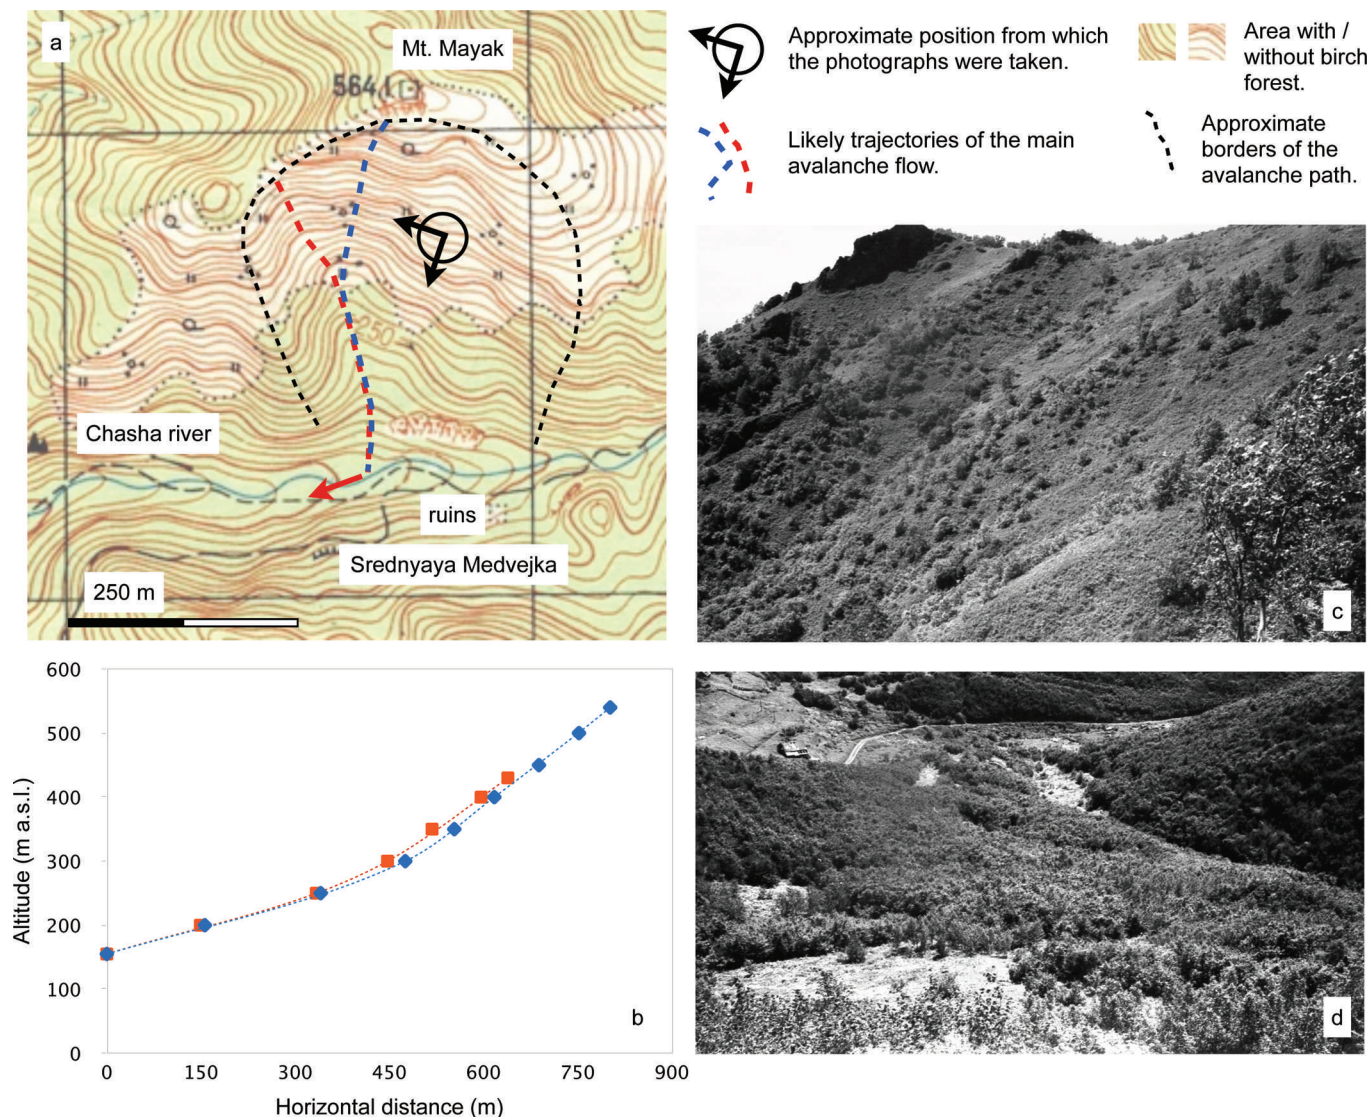 a
Mt. Mayak
564,1
250
Chasha river
ruins
Srednyaya Medvejka
250 m
Approximate position from which
the photographs were taken.
Area with /
without birch
forest.
Likely trajectories of the main
avalanche flow.
Approximate
borders of the
avalanche path.
c
600
500
400
300
200
100
0
Altitude (m a.s.l.)
b
0
150
300
450
600
750
900
Horizontal distance (m)
d